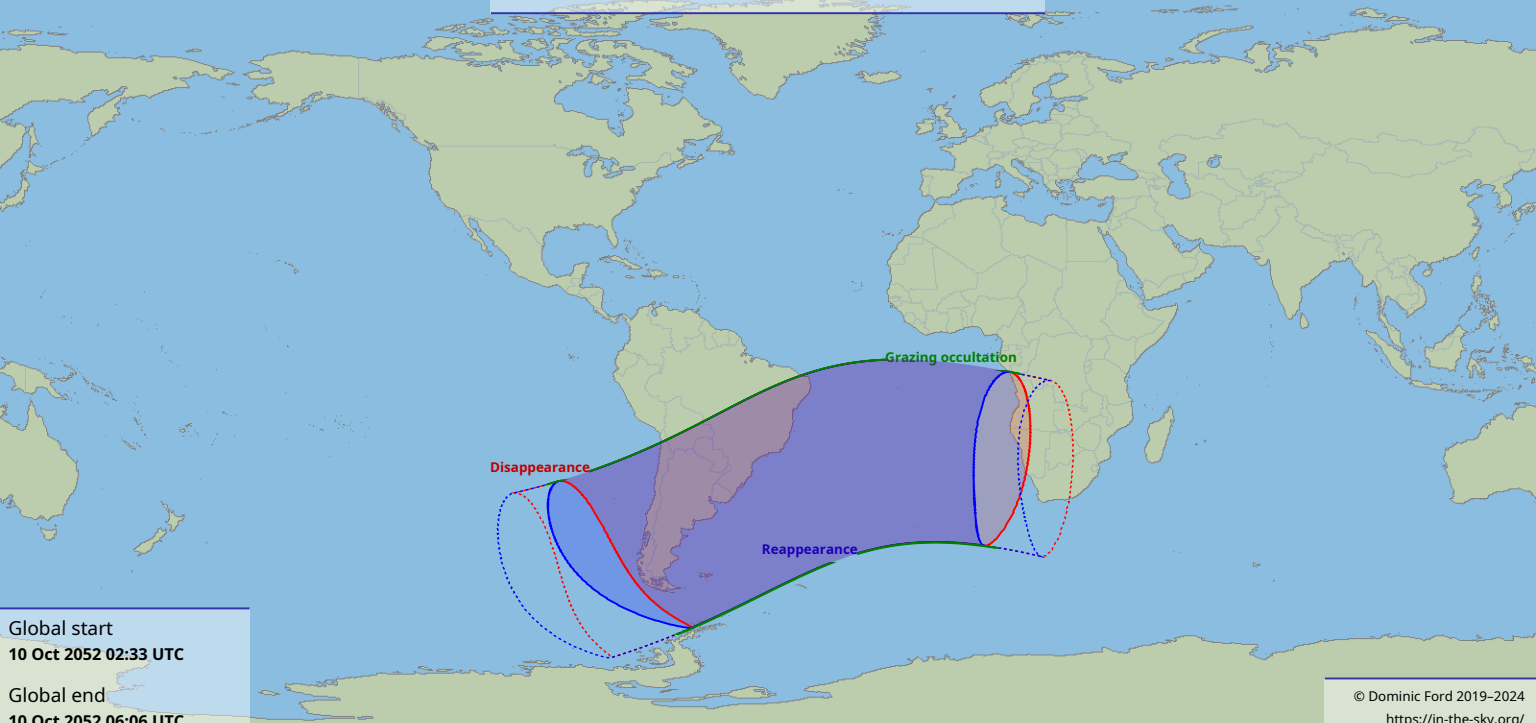 Grazing occultation
Disappearance
Reappearance
Global start
10 Oct 2052 02:33 UTC
Global end
10 Oct 2052 06:06 UTC
© Dominic Ford 2019–2024
https://in-the-sky.org/